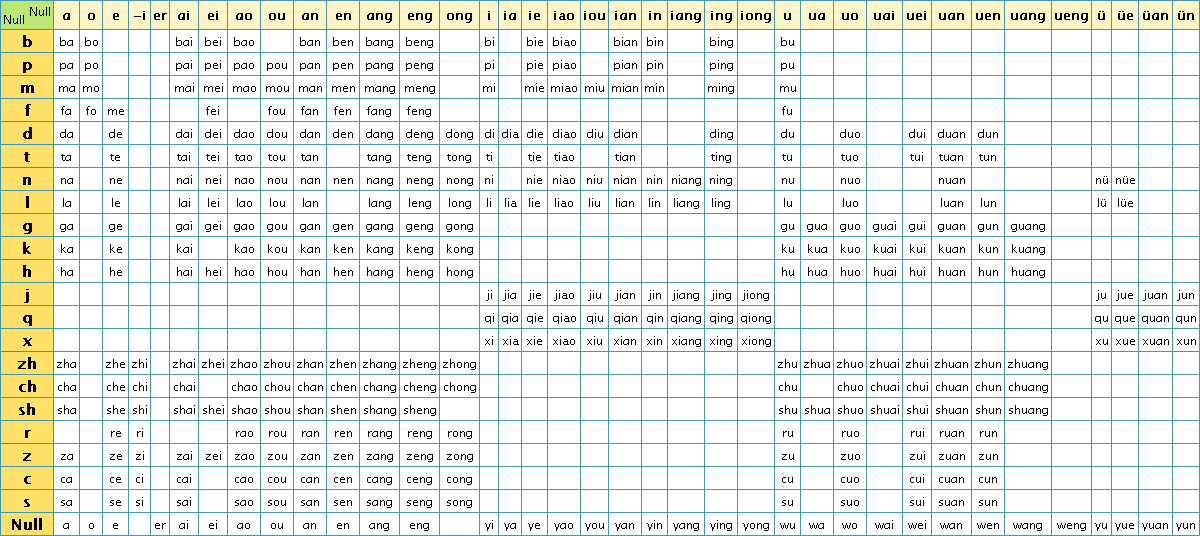 Null Null a o e –i er ai ei ao ou an en ang eng ong i ia ie iao iou ian in iang ing iong u ua uo uai uei uan uen uang ueng ü üe üan ün
b ba bo bai bei bao ban ben bang beng bi bie biao bian bin bing bu
p pa po pai pei pao pou pan pen pang peng pi pie piao pian pin ping pu
m ma mo mai mei mao mou man men mang meng mi mie miao miu mian min ming mu
f fa fo me fei fou fan fen fang feng fu
d da de dai dei dao dou dan den dang deng dong di dia die diao diu dian ding du duo dui duan dun
t ta te tai tei tao tou tan tang teng tong ti tie tiao tian ting tu tuo tui tuan tun
n na ne nai nei nao nou nan nen nang neng nong ni nie niao niu nian nin niang ning nu nuo nuan nü nüe
l la le lai lei lao lou lan lang leng long li lia lie liao liu lian lin liang ling lu luo luan lun lü lüe
g ga ge gai gei gao gou gan gen gang geng gong gu gua guo guai gui guan gun guang
k ka ke kai kao kou kan ken kang keng kong ku kua kuo kuai kui kuan kun kuang
h ha he hai hei hao hou han hen hang heng hong hu hua huo huai hui huan hun huang
j ji jia jie jiao jiu jian jin jiang jing jiong ju jue juan jun
q qi qia qie qiao qiu qian qin qiang qing qiong qu que quan qun
x xi xia xie xiao xiu xian xin xiang xing xiong xu xue xuan xun
zh zha zhe zhi zhai zhei zhao zhou zhan zhen zhang zheng zhong zhu zhua zhuo zhuai zhui zhuan zhun zhuang
ch cha che chi chai chao chou chan chen chang cheng chong chu chuo chuai chui chuan chun chuang
sh sha she shi shai shei shao shou shan shen shang sheng shu shua shuo shuai shui shuan shun shuang
r re ri rao rou ran ren rang reng rong ru ruo rui ruan run
z za ze zi zai zei zao zou zan zen zang zeng zong zu zuo zui zuan zun
c ca ce ci cai cao cou can cen cang ceng cong cu cuo cui cuan cun
s sa se si sai sao sou san sen sang seng song su suo sui suan sun
Null a o e er ai ei ao ou an en ang eng yi ya ye yao you yan yin yang ying yong wu wa wo wai wei wan wen wang weng yu yue yuan yun